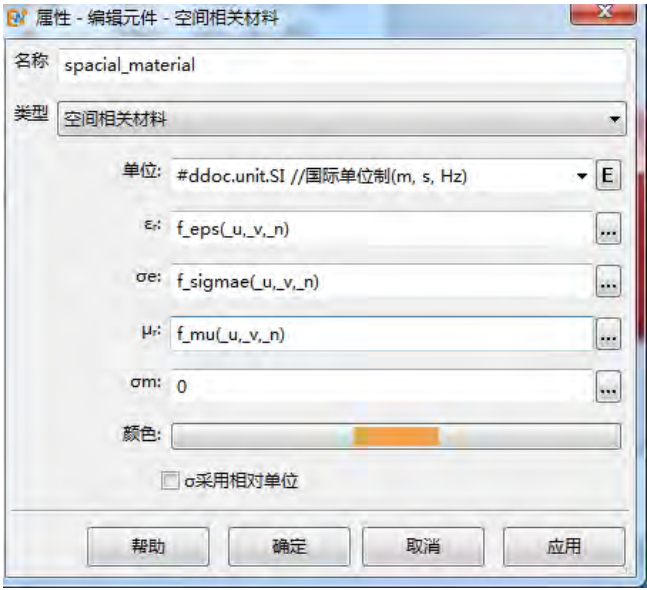 属性 - 编辑元件 - 空间相关材料
名称 spacial_material
类型 空间相关材料
单位: #ddoc.unit.SI //国际单位制(m, s, Hz) E
εᵣ: f_eps(_u,_v,_n) ...
σe: f_sigmae(_u,_v,_n) ...
μᵣ: f_mu(_u,_v,_n) ...
σm: 0 ...
颜色:
σ采用相对单位
帮助 确定 取消 应用